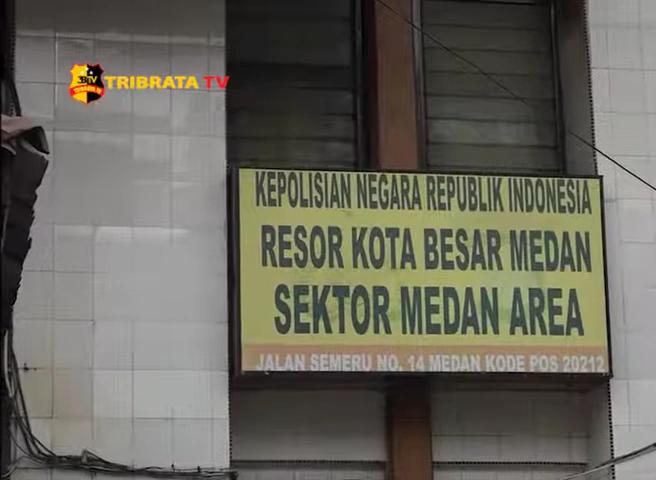 TRIBRATA TV
KEPOLISIAN NEGARA REPUBLIK INDONESIA
RESOR KOTA BESAR MEDAN
SEKTOR MEDAN AREA
JALAN SEMERU NO. 14 MEDAN KODE POS 20212